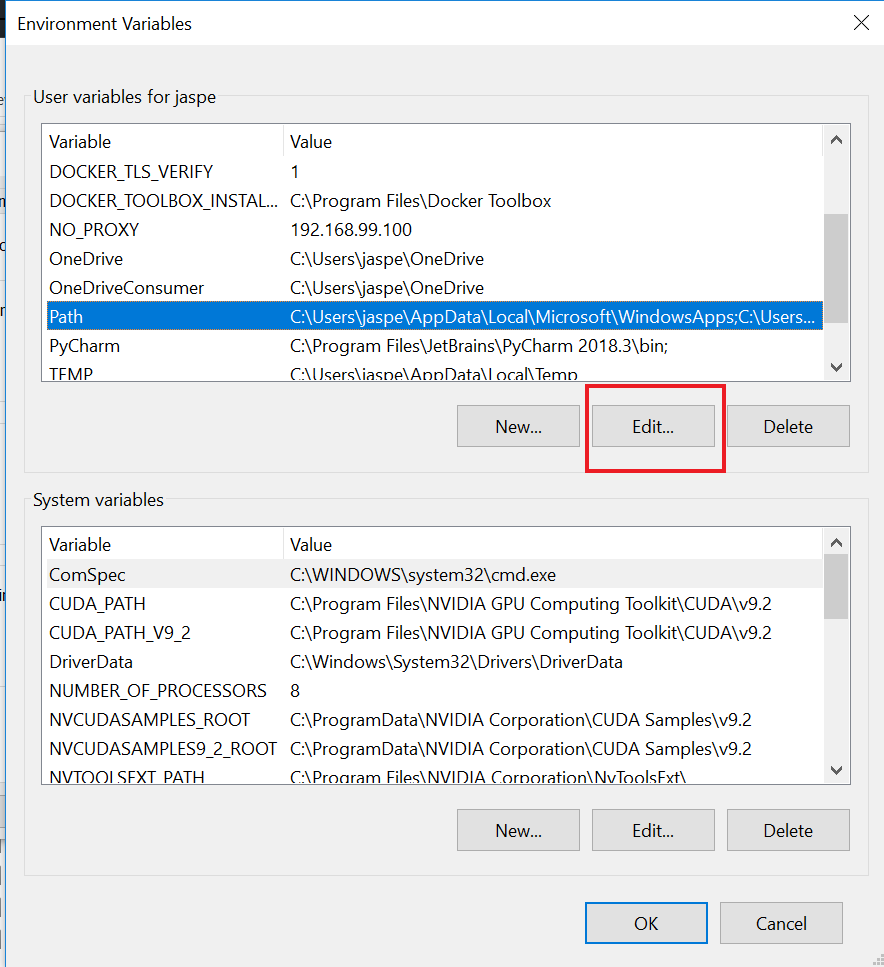 Environment Variables
User variables for jaspe
Variable Value
DOCKER_TLS_VERIFY 1
DOCKER_TOOLBOX_INSTAL... C:\Program Files\Docker Toolbox
NO_PROXY 192.168.99.100
OneDrive C:\Users\jaspe\OneDrive
OneDriveConsumer C:\Users\jaspe\OneDrive
Path C:\Users\jaspe\AppData\Local\Microsoft\WindowsApps;C:\Users...
PyCharm C:\Program Files\JetBrains\PyCharm 2018.3\bin;
TEMP C:\Users\jaspe\AppData\Local\Temp
New... Edit... Delete
System variables
Variable Value
ComSpec C:\WINDOWS\system32\cmd.exe
CUDA_PATH C:\Program Files\NVIDIA GPU Computing Toolkit\CUDA\v9.2
CUDA_PATH_V9_2 C:\Program Files\NVIDIA GPU Computing Toolkit\CUDA\v9.2
DriverData C:\Windows\System32\Drivers\DriverData
NUMBER_OF_PROCESSORS 8
NVCUDASAMPLES_ROOT C:\ProgramData\NVIDIA Corporation\CUDA Samples\v9.2
NVCUDASAMPLES9_2_ROOT C:\ProgramData\NVIDIA Corporation\CUDA Samples\v9.2
NVTOOLSEXT_PATH C:\Program Files\NVIDIA Corporation\NvToolsExt\
New... Edit... Delete
OK Cancel